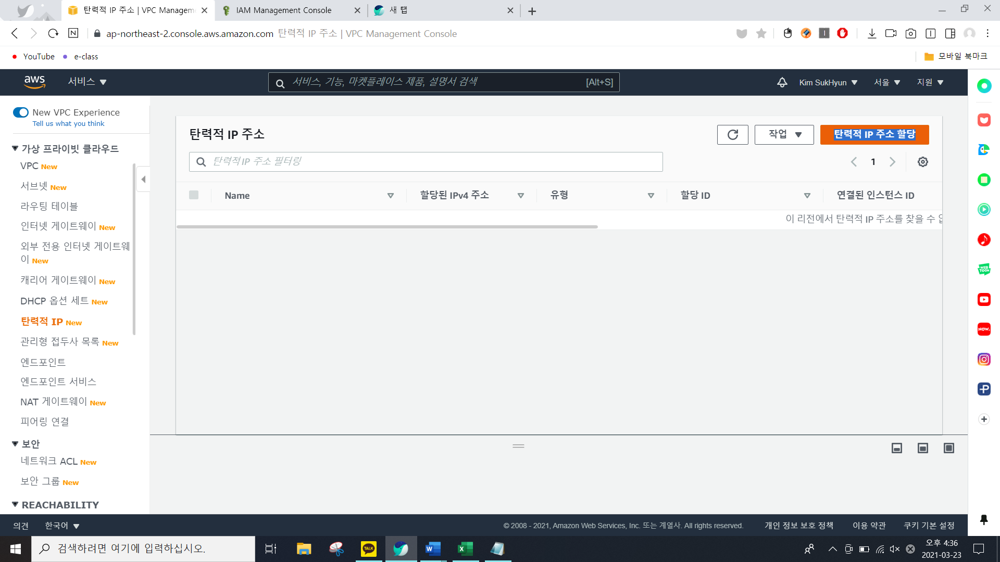 탄력적 IP 주소 | VPC Managem
IAM Management Console
새 탭
ap-northeast-2.console.aws.amazon.com 탄력적 IP 주소 | VPC Management Console
YouTube
e-class
모바일 북마크
aws
서비스
서비스, 기능, 마켓플레이스 제품, 설명서 검색
[Alt+S]
Kim SukHyun
서울
지원
New VPC Experience
Tell us what you think
가상 프라이빗 클라우드
VPC New
서브넷 New
라우팅 테이블
인터넷 게이트웨이 New
외부 전용 인터넷 게이트웨
이 New
캐리어 게이트웨이 New
DHCP 옵션 세트 New
탄력적 IP New
관리형 접두사 목록 New
엔드포인트
엔드포인트 서비스
NAT 게이트웨이 New
피어링 연결
보안
네트워크 ACL New
보안 그룹 New
REACHABILITY
탄력적 IP 주소
작업
탄력적 IP 주소 할당
탄력적 IP 주소 필터링
1
Name
할당된 IPv4 주소
유형
할당 ID
연결된 인스턴스 ID
이 리전에서 탄력적 IP 주소를 찾을 수
WEB
TOON
NOW.
의견
한국어
© 2008 - 2021, Amazon Web Services, Inc. 또는 계열사. All rights reserved.
개인 정보 보호 정책
이용 약관
쿠키 기본 설정
검색하려면 여기에 입력하십시오.
TALK
오후 4:36
2021-03-23